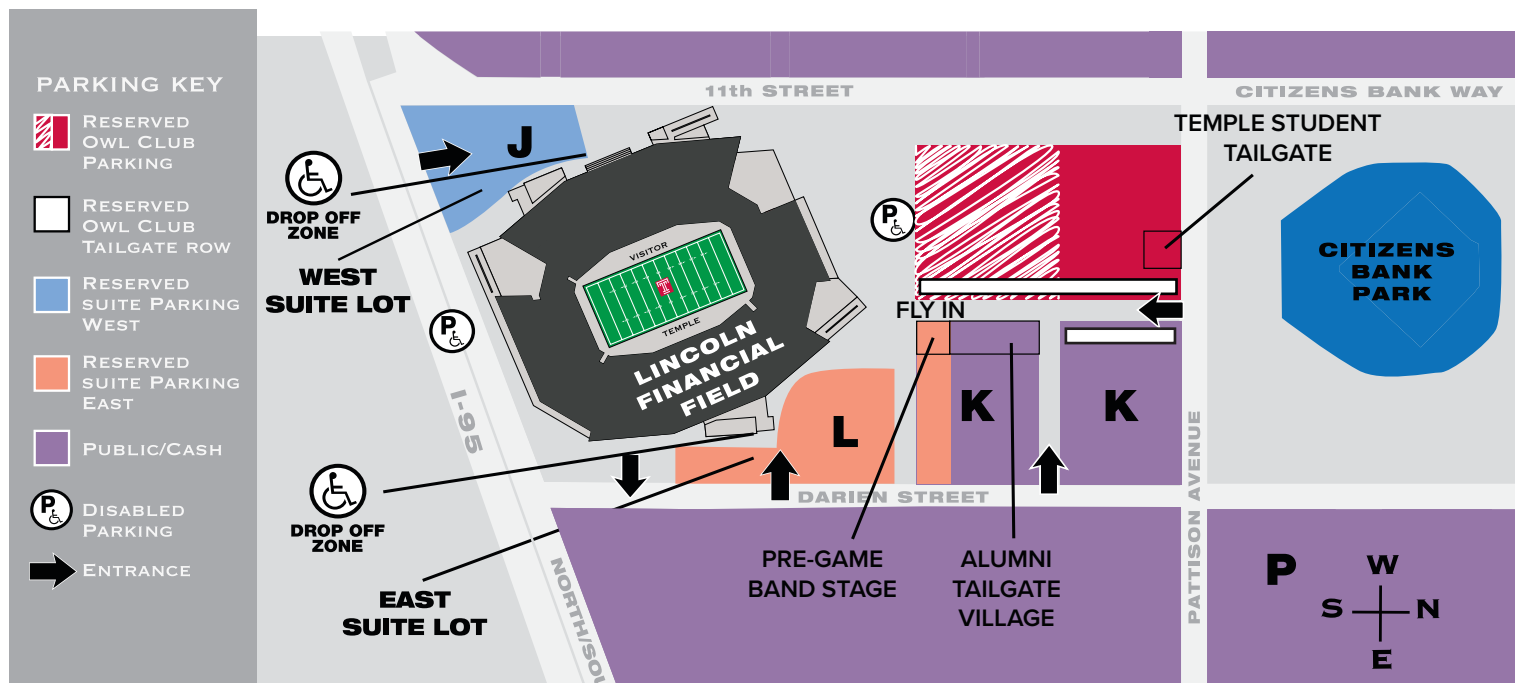 PARKING KEY
RESERVED
OWL CLUB
PARKING
RESERVED
OWL CLUB
TAILGATE ROW
RESERVED
SUITE PARKING
WEST
RESERVED
SUITE PARKING
EAST
PUBLIC/CASH
P
DISABLED
PARKING
ENTRANCE
11th STREET
CITIZENS BANK WAY
J
DROP OFF
ZONE
WEST
SUITE LOT
P
P
TEMPLE STUDENT
TAILGATE
CITIZENS
BANK
PARK
VISITOR
T
TEMPLE
LINCOLN
FINANCIAL
FIELD
FLY IN
K
K
L
I-95
DROP OFF
ZONE
DARIEN STREET
PATTISON AVENUE
EAST
SUITE LOT
PRE-GAME
BAND STAGE
ALUMNI
TAILGATE
VILLAGE
P
W
S
N
E